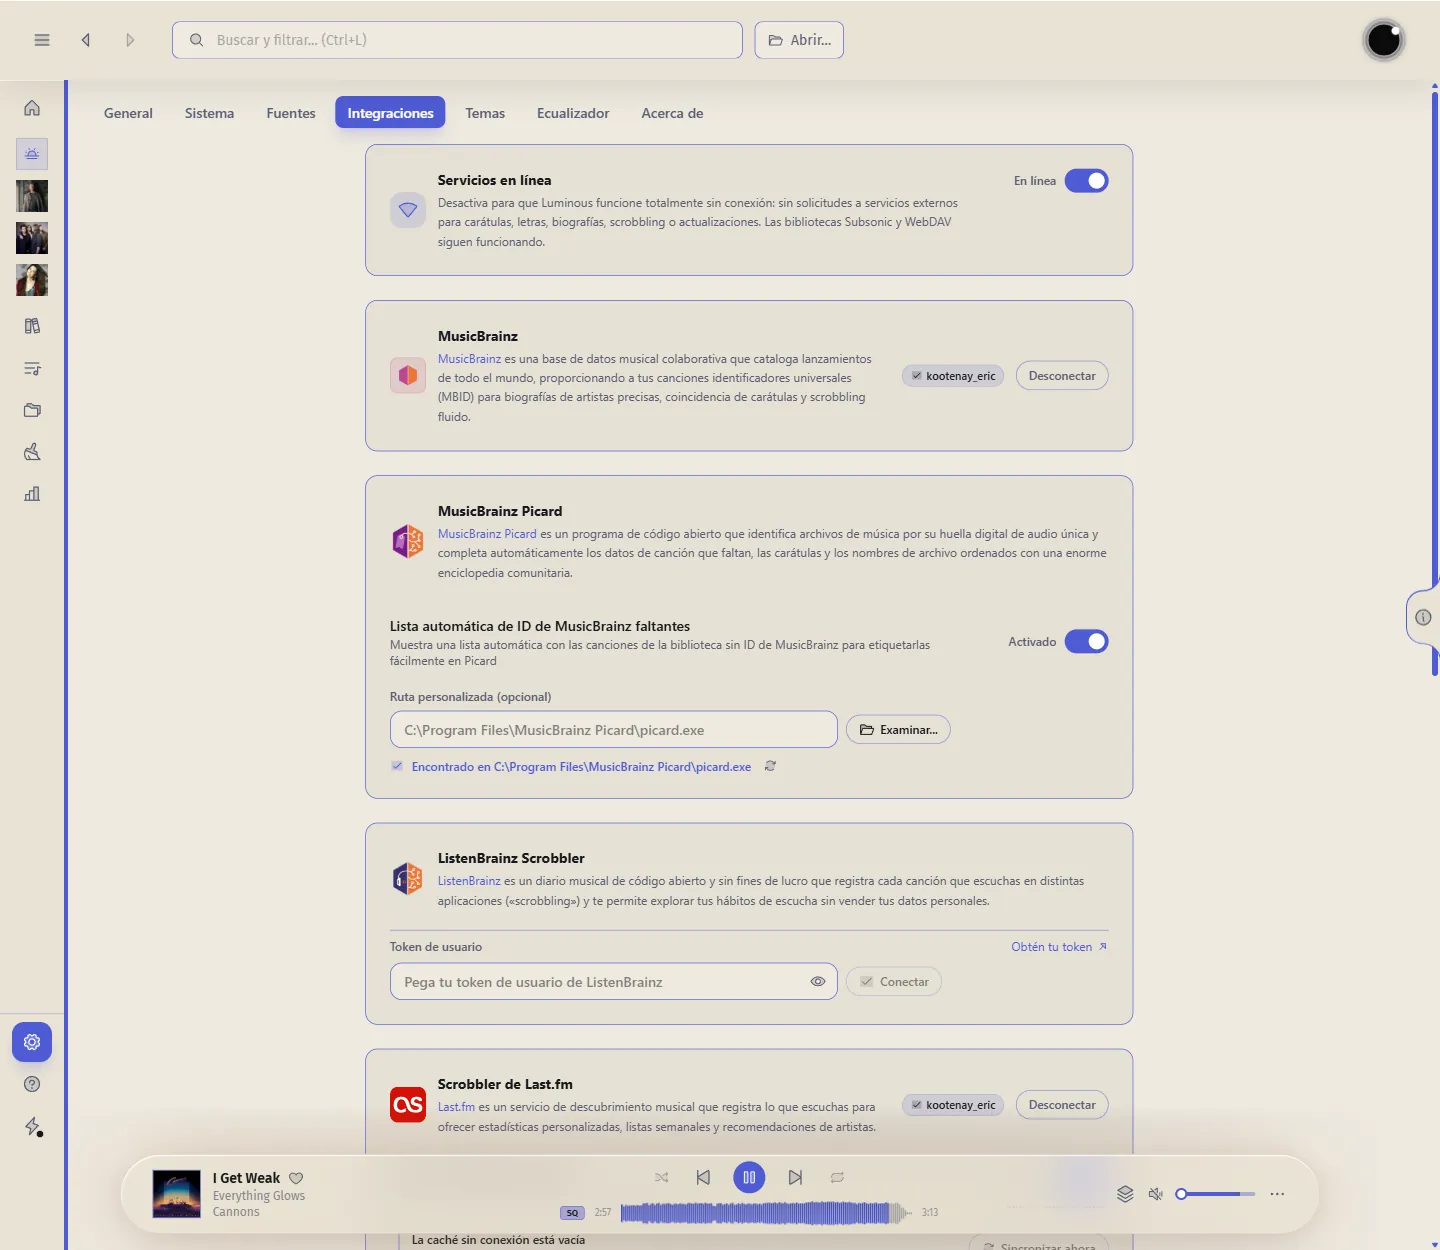 Buscar y filtrar... (Ctrl+L)
Abrir...
General
Sistema
Fuentes
Integraciones
Temas
Ecualizador
Acerca de
Servicios en línea
Desactiva para que Luminous funcione totalmente sin conexión: sin solicitudes a servicios externos
para carátulas, letras, biografías, scrobbling o actualizaciones. Las bibliotecas Subsonic y WebDAV
siguen funcionando.
En línea
MusicBrainz
MusicBrainz es una base de datos musical colaborativa que cataloga lanzamientos
de todo el mundo, proporcionando a tus canciones identificadores universales
(MBID) para biografías de artistas precisas, coincidencia de carátulas y scrobbling
fluido.
kootenay_eric
Desconectar
MusicBrainz Picard
MusicBrainz Picard es un programa de código abierto que identifica archivos de música por su huella digital de audio única y
completa automáticamente los datos de canción que faltan, las carátulas y los nombres de archivo ordenados con una enorme
enciclopedia comunitaria.
Lista automática de ID de MusicBrainz faltantes
Muestra una lista automática con las canciones de la biblioteca sin ID de MusicBrainz para etiquetarlas
fácilmente en Picard
Activado
Ruta personalizada (opcional)
C:\Program Files\MusicBrainz Picard\picard.exe
Examinar...
Encontrado en C:\Program Files\MusicBrainz Picard\picard.exe
ListenBrainz Scrobbler
ListenBrainz es un diario musical de código abierto y sin fines de lucro que registra cada canción que escuchas en distintas
aplicaciones («scrobbling») y te permite explorar tus hábitos de escucha sin vender tus datos personales.
Token de usuario
Obtén tu token
Pega tu token de usuario de ListenBrainz
Conectar
Scrobbler de Last.fm
Last.fm es un servicio de descubrimiento musical que registra lo que escuchas para
ofrecer estadísticas personalizadas, listas semanales y recomendaciones de artistas.
kootenay_eric
Desconectar
I Get Weak
Everything Glows
Cannons
SQ
2:57
3:13
La caché sin conexión está vacía
Sincronizar ahora